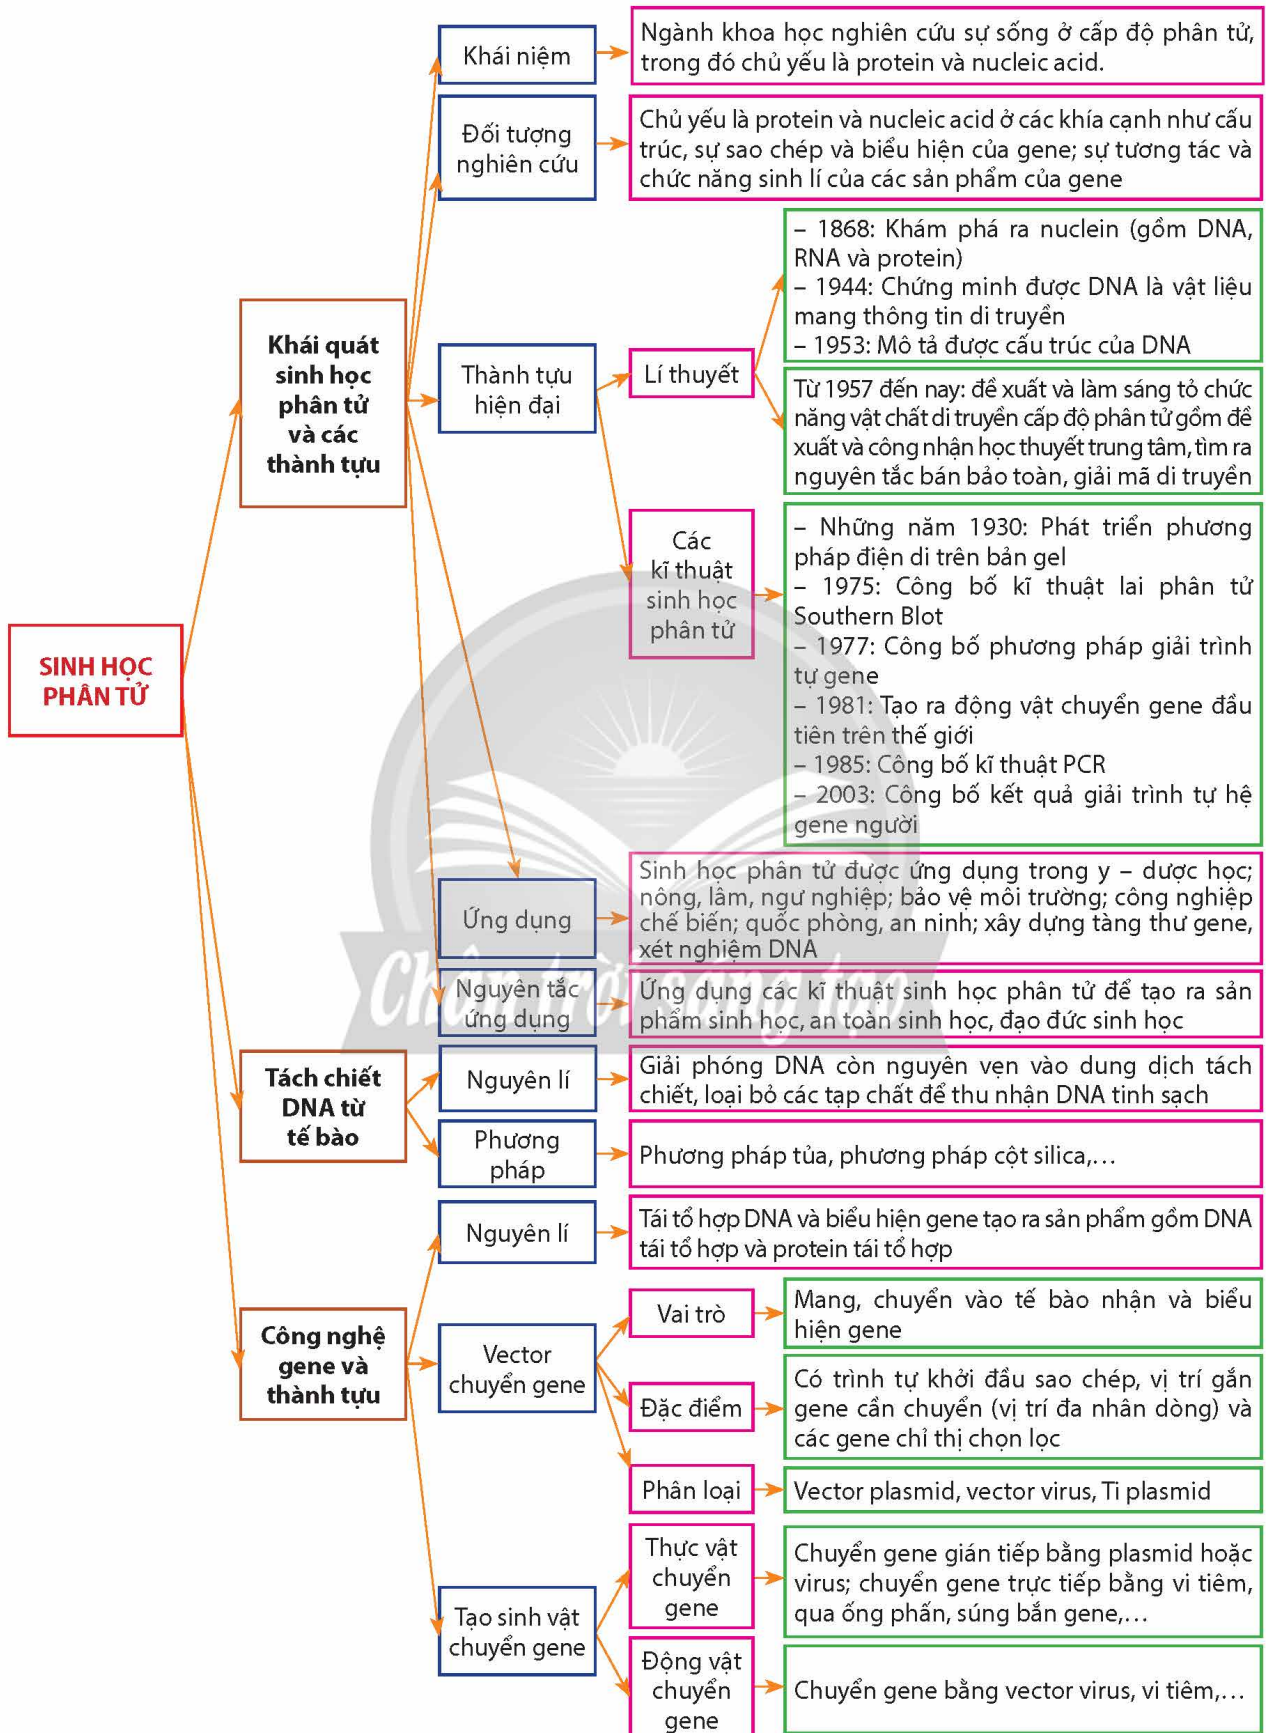 Khái niệm
Ngành khoa học nghiên cứu sự sống ở cấp độ phân tử,
trong đó chủ yếu là protein và nucleic acid.
Đối tượng
nghiên cứu
Chủ yếu là protein và nucleic acid ở các khía cạnh như cấu
trúc, sự sao chép và biểu hiện của gene; sự tương tác và
chức năng sinh lí của các sản phẩm của gene
Khái quát
sinh học
phân tử
và các
thành tựu
Thành tựu
hiện đại
Lí thuyết
– 1868: Khám phá ra nuclein (gồm DNA,
RNA và protein)
– 1944: Chứng minh được DNA là vật liệu
mang thông tin di truyền
– 1953: Mô tả được cấu trúc của DNA
Từ 1957 đến nay: đề xuất và làm sáng tỏ chức
năng vật chất di truyền cấp độ phân tử gồm đề
xuất và công nhận học thuyết trung tâm, tìm ra
nguyên tắc bán bảo toàn, giải mã di truyền
Các
kĩ thuật
sinh học
phân tử
– Những năm 1930: Phát triển phương
pháp điện di trên bản gel
– 1975: Công bố kĩ thuật lai phân tử
Southern Blot
– 1977: Công bố phương pháp giải trình
tự gene
– 1981: Tạo ra động vật chuyển gene đầu
tiên trên thế giới
– 1985: Công bố kĩ thuật PCR
– 2003: Công bố kết quả giải trình tự hệ
gene người
SINH HỌC
PHÂN TỬ
Ứng dụng
Sinh học phân tử được ứng dụng trong y – dược học;
nông, lâm, ngư nghiệp; bảo vệ môi trường; công nghiệp
chế biến; quốc phòng, an ninh; xây dựng tàng thư gene,
xét nghiệm DNA
Chân trời sáng tạo
Nguyên tắc
ứng dụng
Ứng dụng các kĩ thuật sinh học phân tử để tạo ra sản
phẩm sinh học, an toàn sinh học, đạo đức sinh học
Tách chiết
DNA từ
tế bào
Nguyên lí
Giải phóng DNA còn nguyên vẹn vào dung dịch tách
chiết, loại bỏ các tạp chất để thu nhận DNA tinh sạch
Phương
pháp
Phương pháp tủa, phương pháp cột silica,…
Công nghệ
gene và
thành tựu
Nguyên lí
Tái tổ hợp DNA và biểu hiện gene tạo ra sản phẩm gồm DNA
tái tổ hợp và protein tái tổ hợp
Vector
chuyển gene
Vai trò
Mang, chuyển vào tế bào nhận và biểu
hiện gene
Đặc điểm
Có trình tự khởi đầu sao chép, vị trí gắn
gene cần chuyển (vị trí đa nhân dòng) và
các gene chỉ thị chọn lọc
Phân loại
Vector plasmid, vector virus, Ti plasmid
Tạo sinh vật
chuyển gene
Thực vật
chuyển
gene
Chuyển gene gián tiếp bằng plasmid hoặc
virus; chuyển gene trực tiếp bằng vi tiêm,
qua ống phấn, súng bắn gene,…
Động vật
chuyển
gene
Chuyển gene bằng vector virus, vi tiêm,…